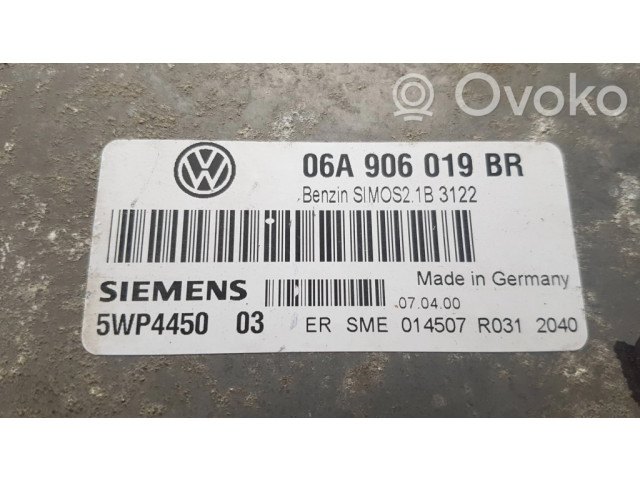 Ovoko
VW
06A 906 019 BR
Benzin SIMOS2.1B 3122
Made in Germany
SIEMENS
07.04.00
5WP4450 03 ER SME 014507 R031 2040